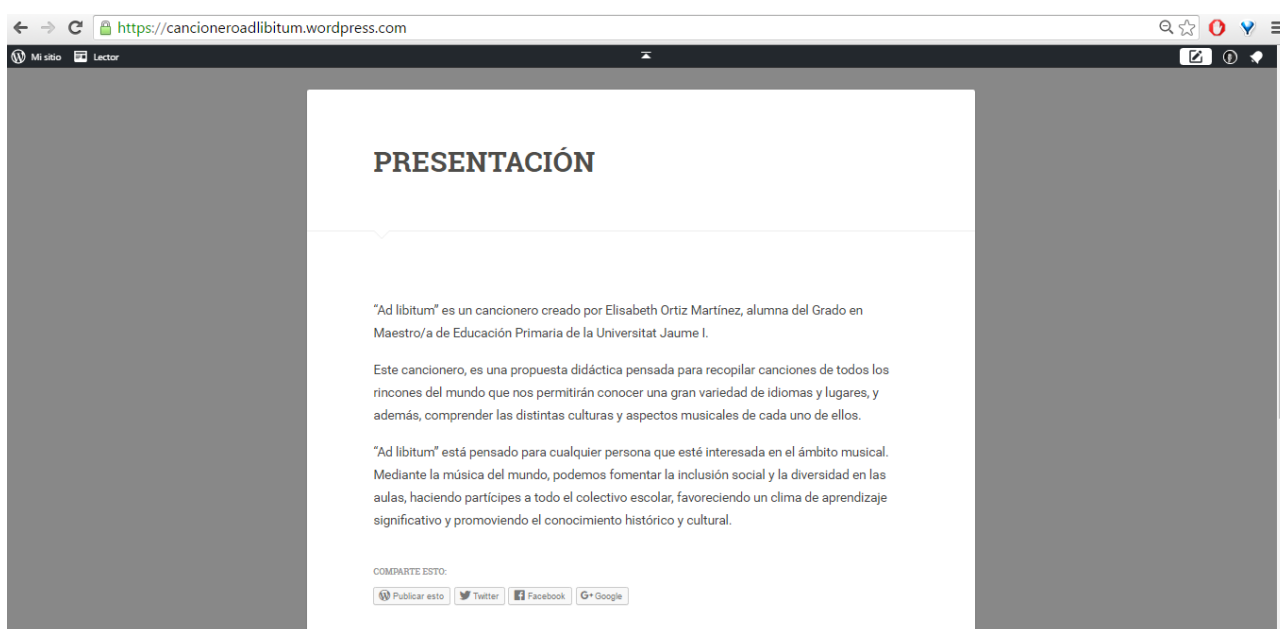 https://cancioneroadlibitum.wordpress.com
Mi sitio Lector
PRESENTACIÓN
“Ad libitum” es un cancionero creado por Elisabeth Ortiz Martínez, alumna del Grado en
Maestro/a de Educación Primaria de la Universitat Jaume I.
Este cancionero, es una propuesta didáctica pensada para recopilar canciones de todos los
rincones del mundo que nos permitirán conocer una gran variedad de idiomas y lugares, y
además, comprender las distintas culturas y aspectos musicales de cada uno de ellos.
“Ad libitum” está pensado para cualquier persona que esté interesada en el ámbito musical.
Mediante la música del mundo, podemos fomentar la inclusión social y la diversidad en las
aulas, haciendo partícipes a todo el colectivo escolar, favoreciendo un clima de aprendizaje
significativo y promoviendo el conocimiento histórico y cultural.
COMPARTE ESTO:
Publicar esto Twitter Facebook G+ Google